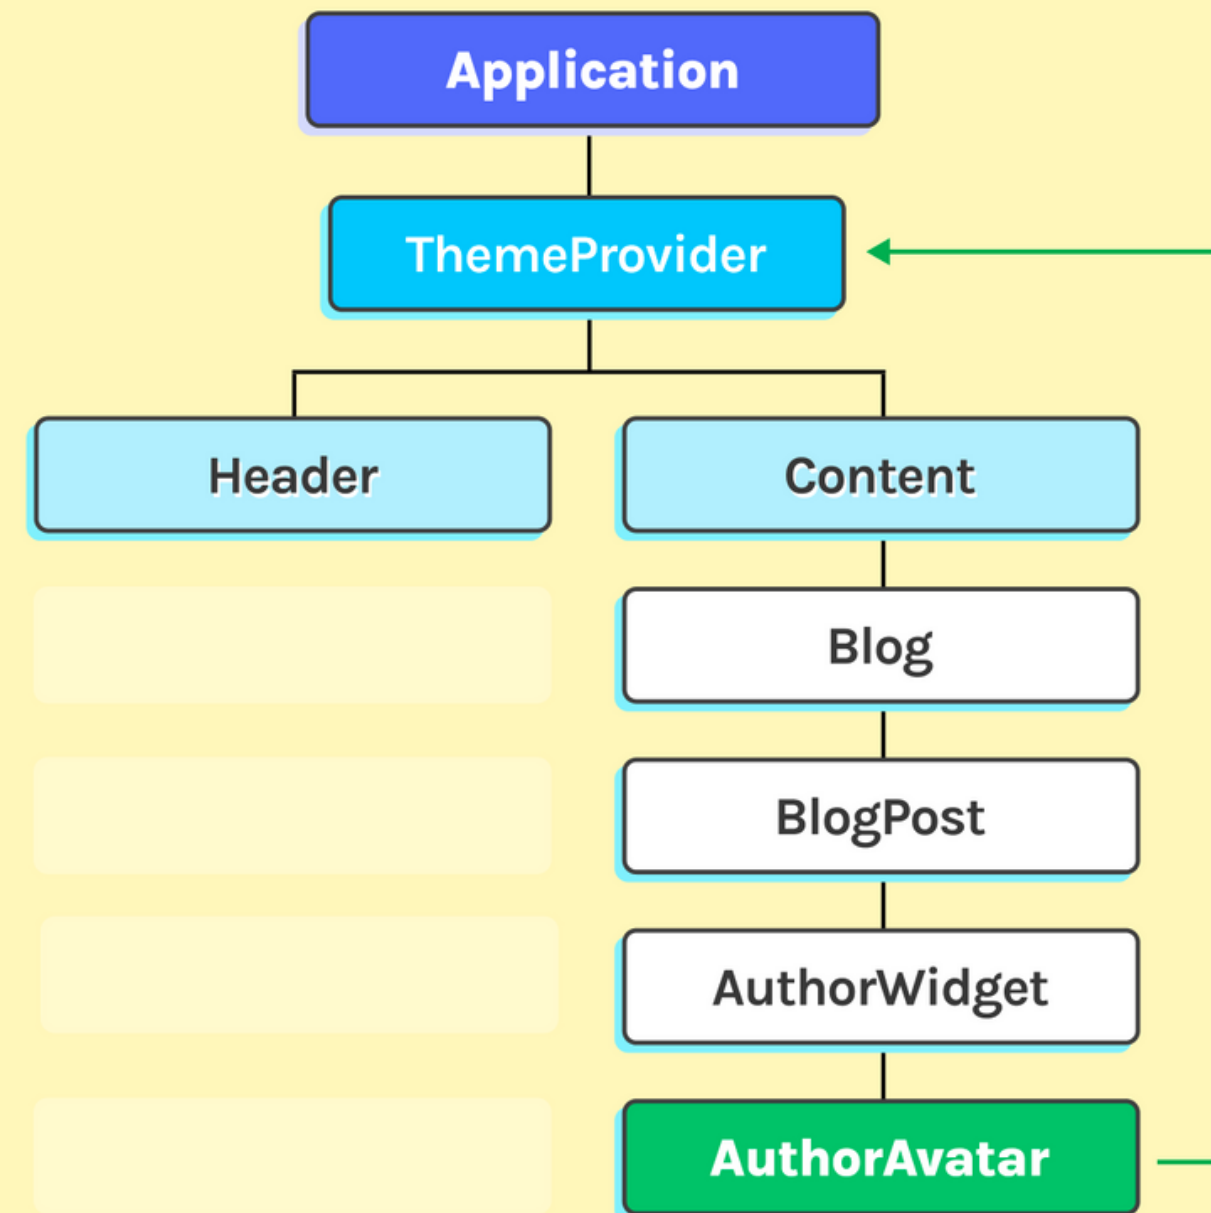 Application
ThemeProvider
Header
Content
Blog
BlogPost
AuthorWidget
AuthorAvatar